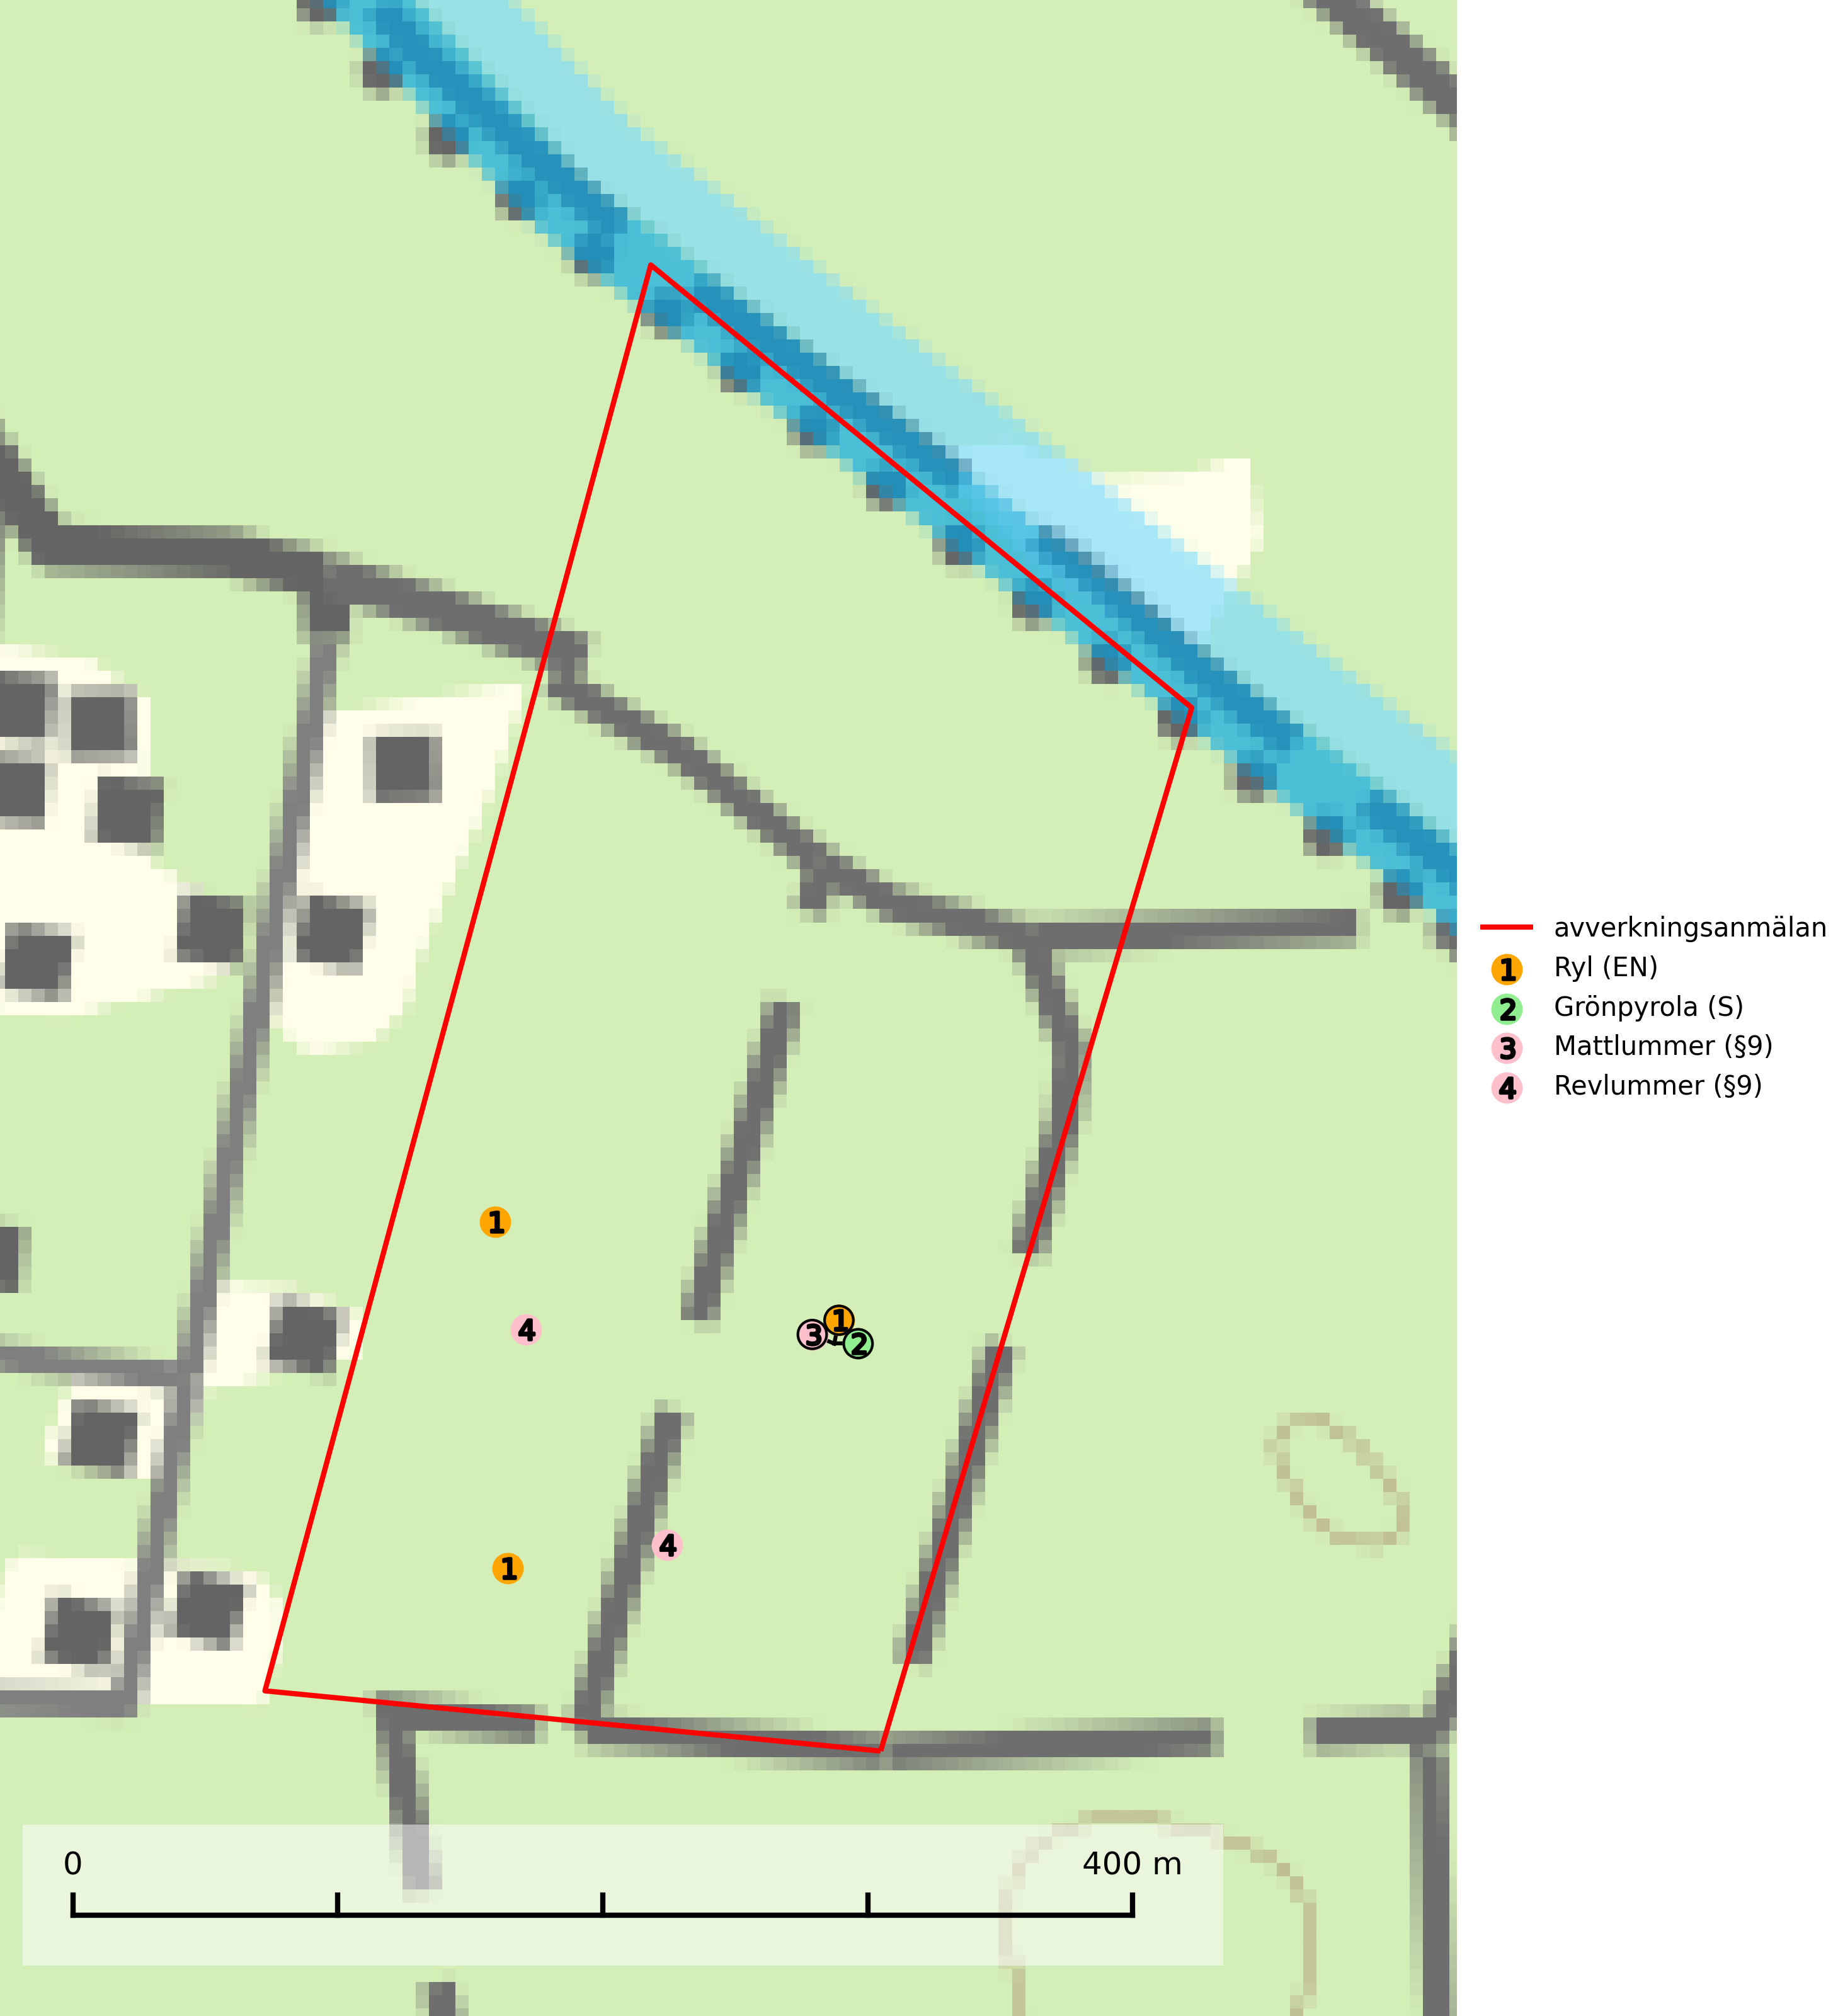 avverkningsanmälan
1 Ryl (EN)
2 Grönpyrola (S)
3 Mattlummer (§9)
4 Revlummer (§9)
1
4
3 1 2
4
1
0 400 m